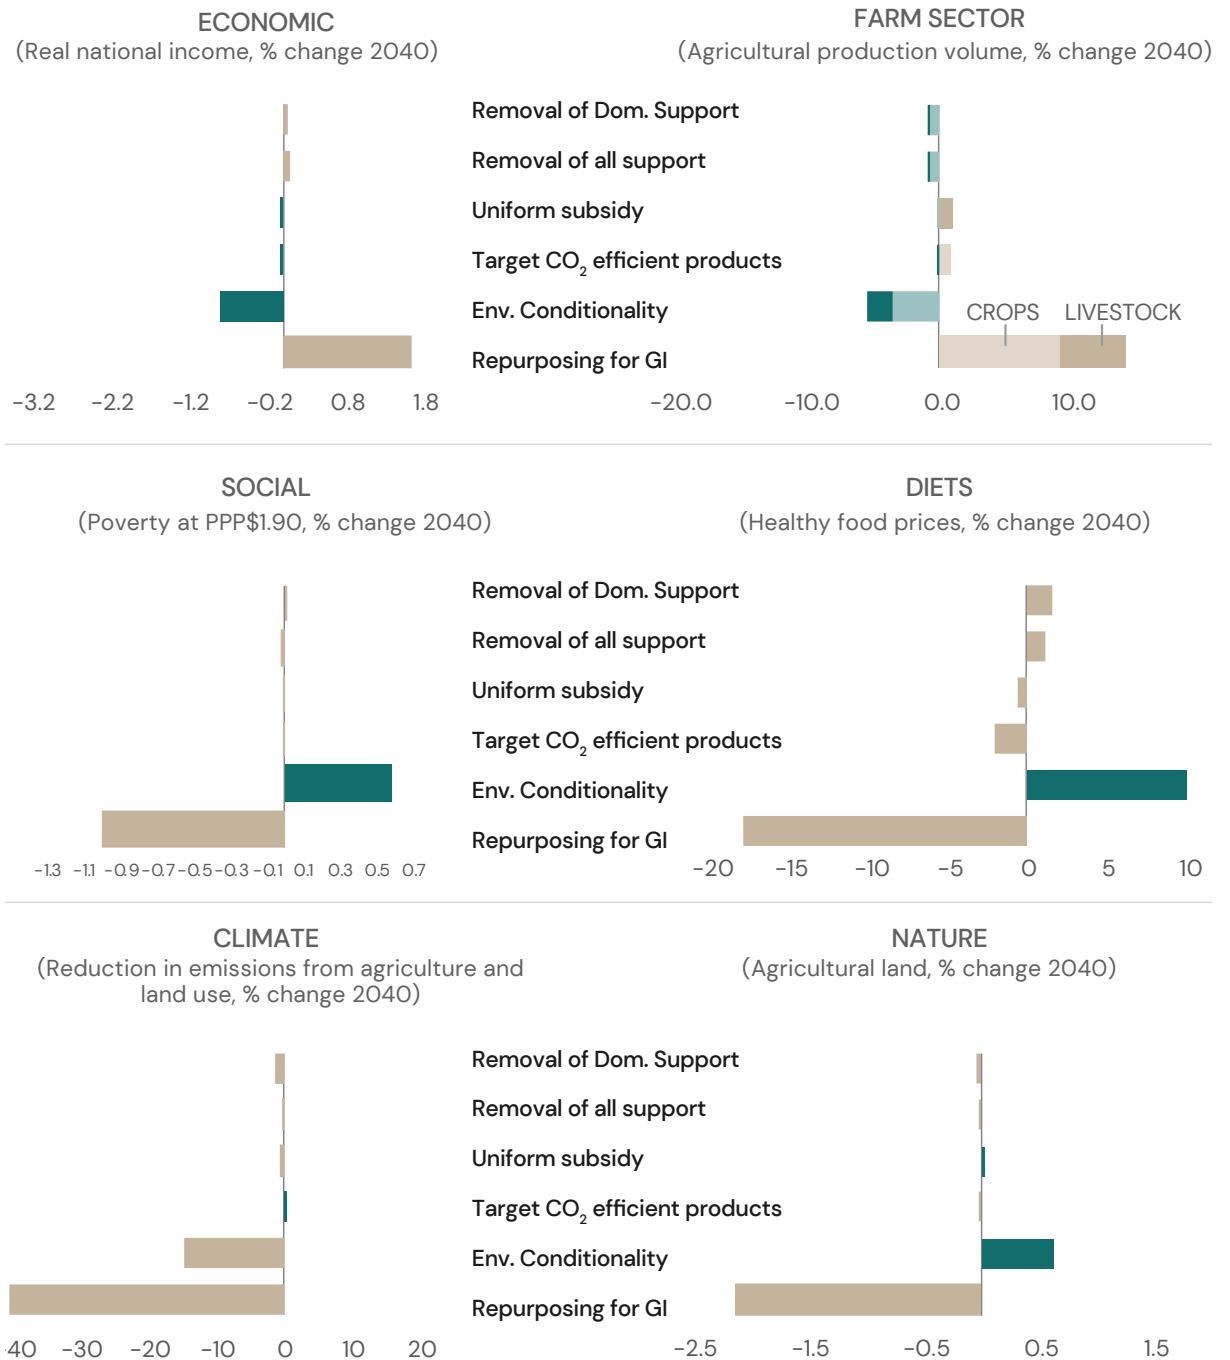 ECONOMIC
(Real national income, % change 2040)
FARM SECTOR
(Agricultural production volume, % change 2040)
Removal of Dom. Support
Removal of all support
Uniform subsidy
Target CO₂ efficient products
Env. Conditionality
Repurposing for GI
CROPS LIVESTOCK
−3.2 −2.2 −1.2 −0.2 0.8 1.8
−20.0 −10.0 0.0 10.0
SOCIAL
(Poverty at PPP$1.90, % change 2040)
DIETS
(Healthy food prices, % change 2040)
Removal of Dom. Support
Removal of all support
Uniform subsidy
Target CO₂ efficient products
Env. Conditionality
Repurposing for GI
−1.3 −1.1 −0.9 −0.7 −0.5 −0.3 −0.1 0.1 0.3 0.5 0.7
−20 −15 −10 −5 0 5 10
CLIMATE
(Reduction in emissions from agriculture and
land use, % change 2040)
NATURE
(Agricultural land, % change 2040)
Removal of Dom. Support
Removal of all support
Uniform subsidy
Target CO₂ efficient products
Env. Conditionality
Repurposing for GI
-40 −30 −20 −10 0 10 20
−2.5 −1.5 −0.5 0.5 1.5